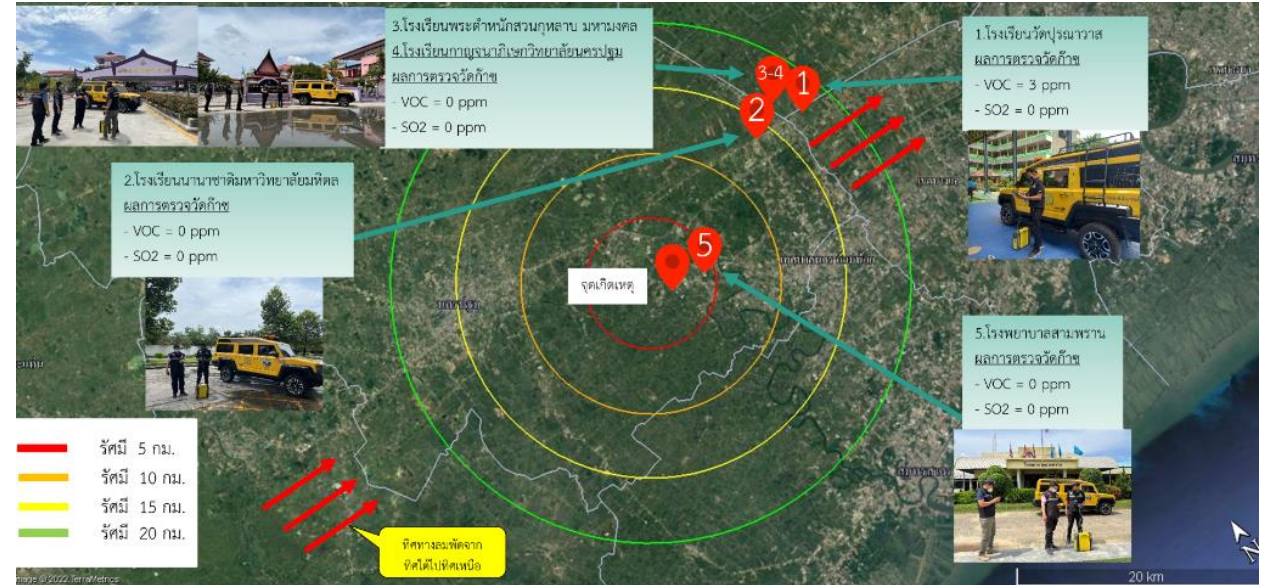 3.โรงเรียนพระตำหนักสวนกุหลาบ มหามงคล
4.โรงเรียนกาญจนาภิเษกวิทยาลัยนครปฐม
ผลการตรวจวัดก๊าซ
- VOC = 0 ppm
- SO2 = 0 ppm
1.โรงเรียนวัดปุรณาวาส
ผลการตรวจวัดก๊าซ
- VOC = 3 ppm
- SO2 = 0 ppm
3-4
1
2
2.โรงเรียนนานาชาติมหาวิทยาลัยมหิดล
ผลการตรวจวัดก๊าซ
- VOC = 0 ppm
- SO2 = 0 ppm
5
จุดเกิดเหตุ
5.โรงพยาบาลสามพราน
ผลการตรวจวัดก๊าซ
- VOC = 0 ppm
- SO2 = 0 ppm
รัศมี 5 กม.
รัศมี 10 กม.
รัศมี 15 กม.
รัศมี 20 กม.
ทิศทางลมพัดจาก
ทิศใต้ไปทิศเหนือ
N
Image © 2022 TerraMetrics
20 km